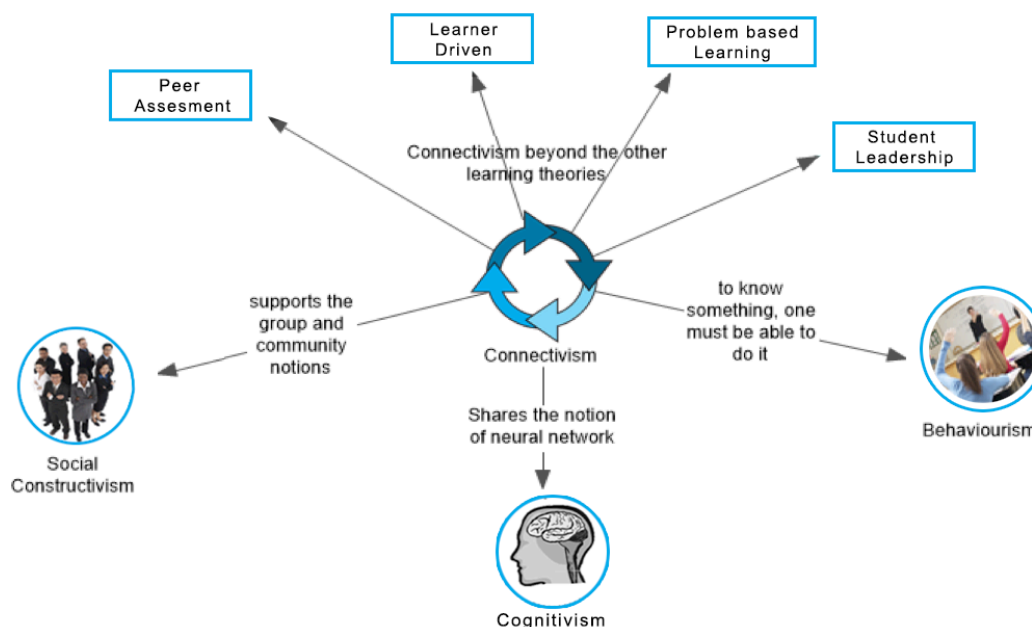 Learner
Driven
Problem based
Learning
Peer
Assesment
Student
Leadership
Connectivism beyond the other
learning theories
supports the
group and
community
notions
to know
something, one
must be able to
do it
Connectivism
Shares the notion
of neural network
Social
Constructivism
Behaviourism
Cognitivism